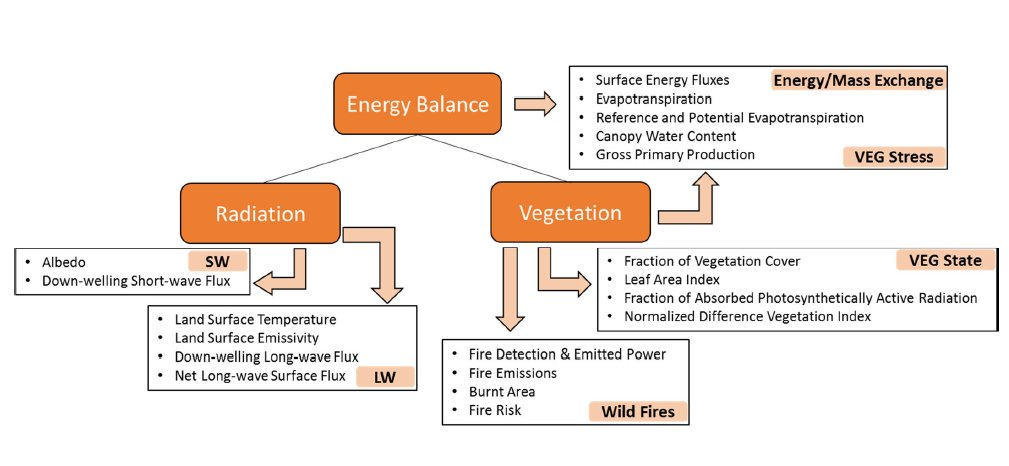 Energy Balance
• Surface Energy Fluxes
Energy/Mass Exchange
• Evapotranspiration
• Reference and Potential Evapotranspiration
• Canopy Water Content
• Gross Primary Production
VEG Stress
Radiation
Vegetation
• Albedo
SW
• Down-welling Short-wave Flux
• Fraction of Vegetation Cover
VEG State
• Leaf Area Index
• Fraction of Absorbed Photosynthetically Active Radiation
• Normalized Difference Vegetation Index
• Land Surface Temperature
• Land Surface Emissivity
• Down-welling Long-wave Flux
• Net Long-wave Surface Flux
LW
• Fire Detection & Emitted Power
• Fire Emissions
• Burnt Area
• Fire Risk
Wild Fires